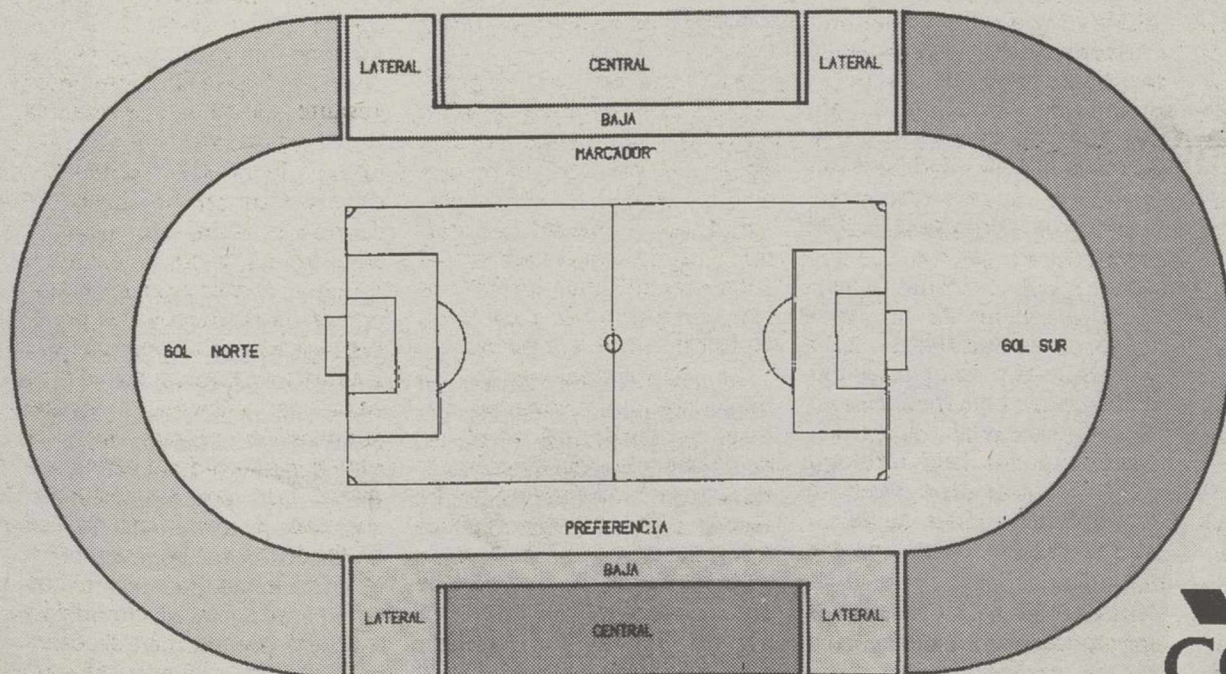 LATERAL CENTRAL LATERAL
BAJA
MARCADOR
GOL NORTE GOL SUR
PREFERENCIA
BAJA
LATERAL CENTRAL LATERAL